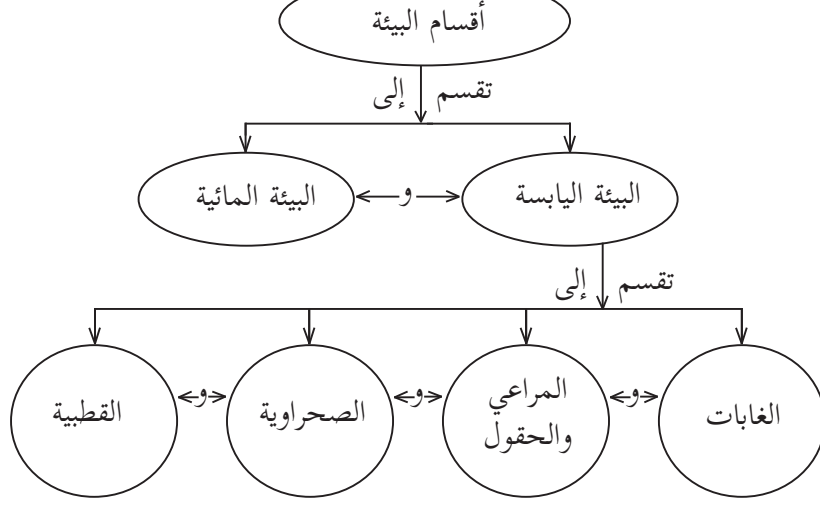 أقسام البيئة
تقسم إلى
البيئة اليابسة و البيئة المائية
تقسم إلى
الغابات و المراعي والحقول و الصحراوية و القطبية